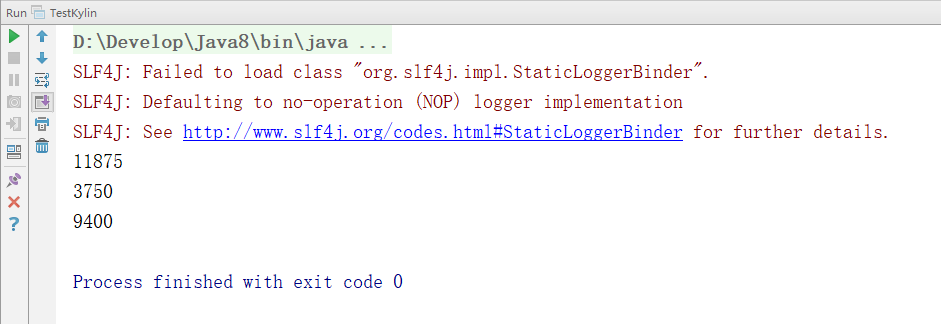 Run TestKylin
D:\Develop\Java8\bin\java ...
SLF4J: Failed to load class "org.slf4j.impl.StaticLoggerBinder".
SLF4J: Defaulting to no-operation (NOP) logger implementation
SLF4J: See http://www.slf4j.org/codes.html#StaticLoggerBinder for further details.
11875
3750
9400
Process finished with exit code 0